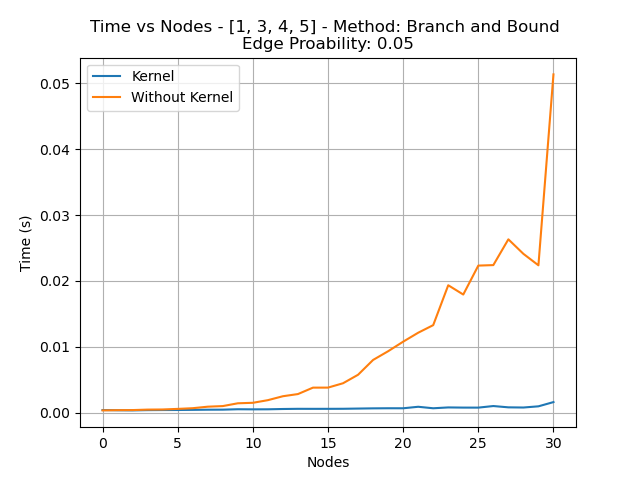 Time vs Nodes - [1, 3, 4, 5] - Method: Branch and Bound
Edge Proability: 0.05
Kernel
Without Kernel
0.05
0.04
0.03
0.02
0.01
0.00
Time (s)
0 5 10 15 20 25 30
Nodes